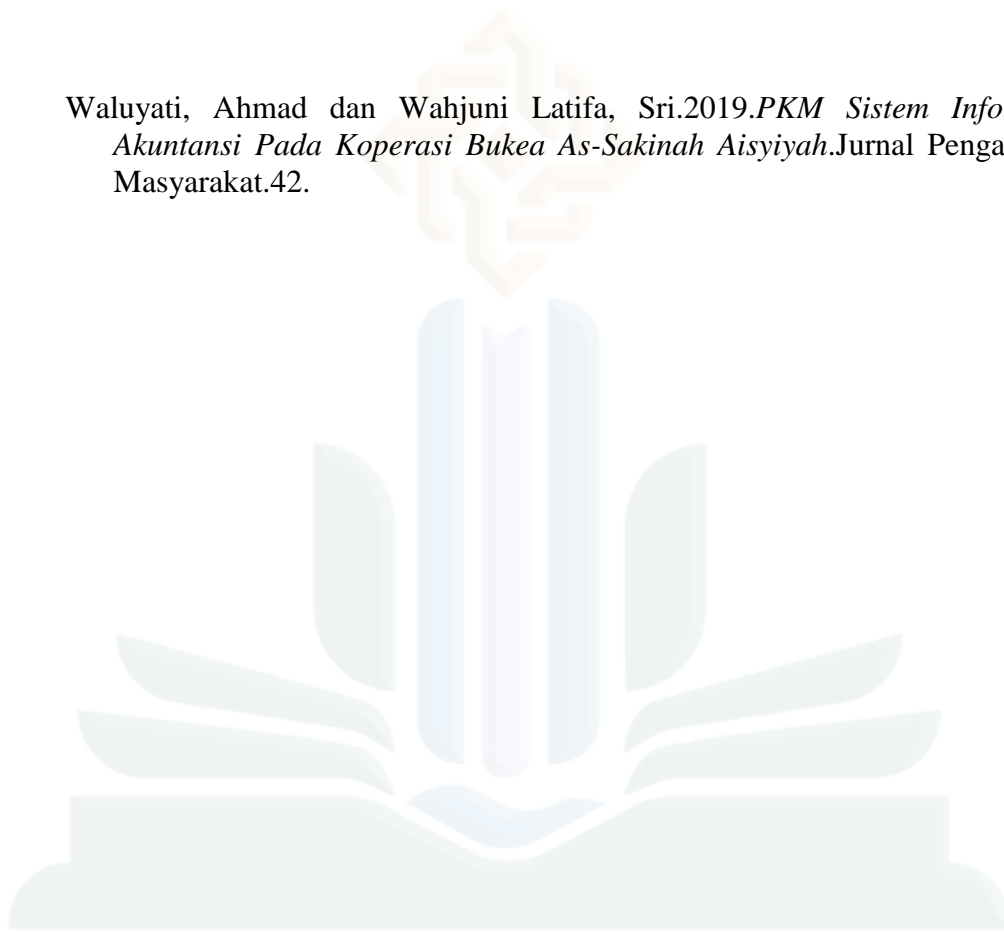 Waluyati, Ahmad dan Wahjuni Latifa, Sri.2019.PKM Sistem Info
Akuntansi Pada Koperasi Bukea As-Sakinah Aisyiyah.Jurnal Penga
Masyarakat.42.